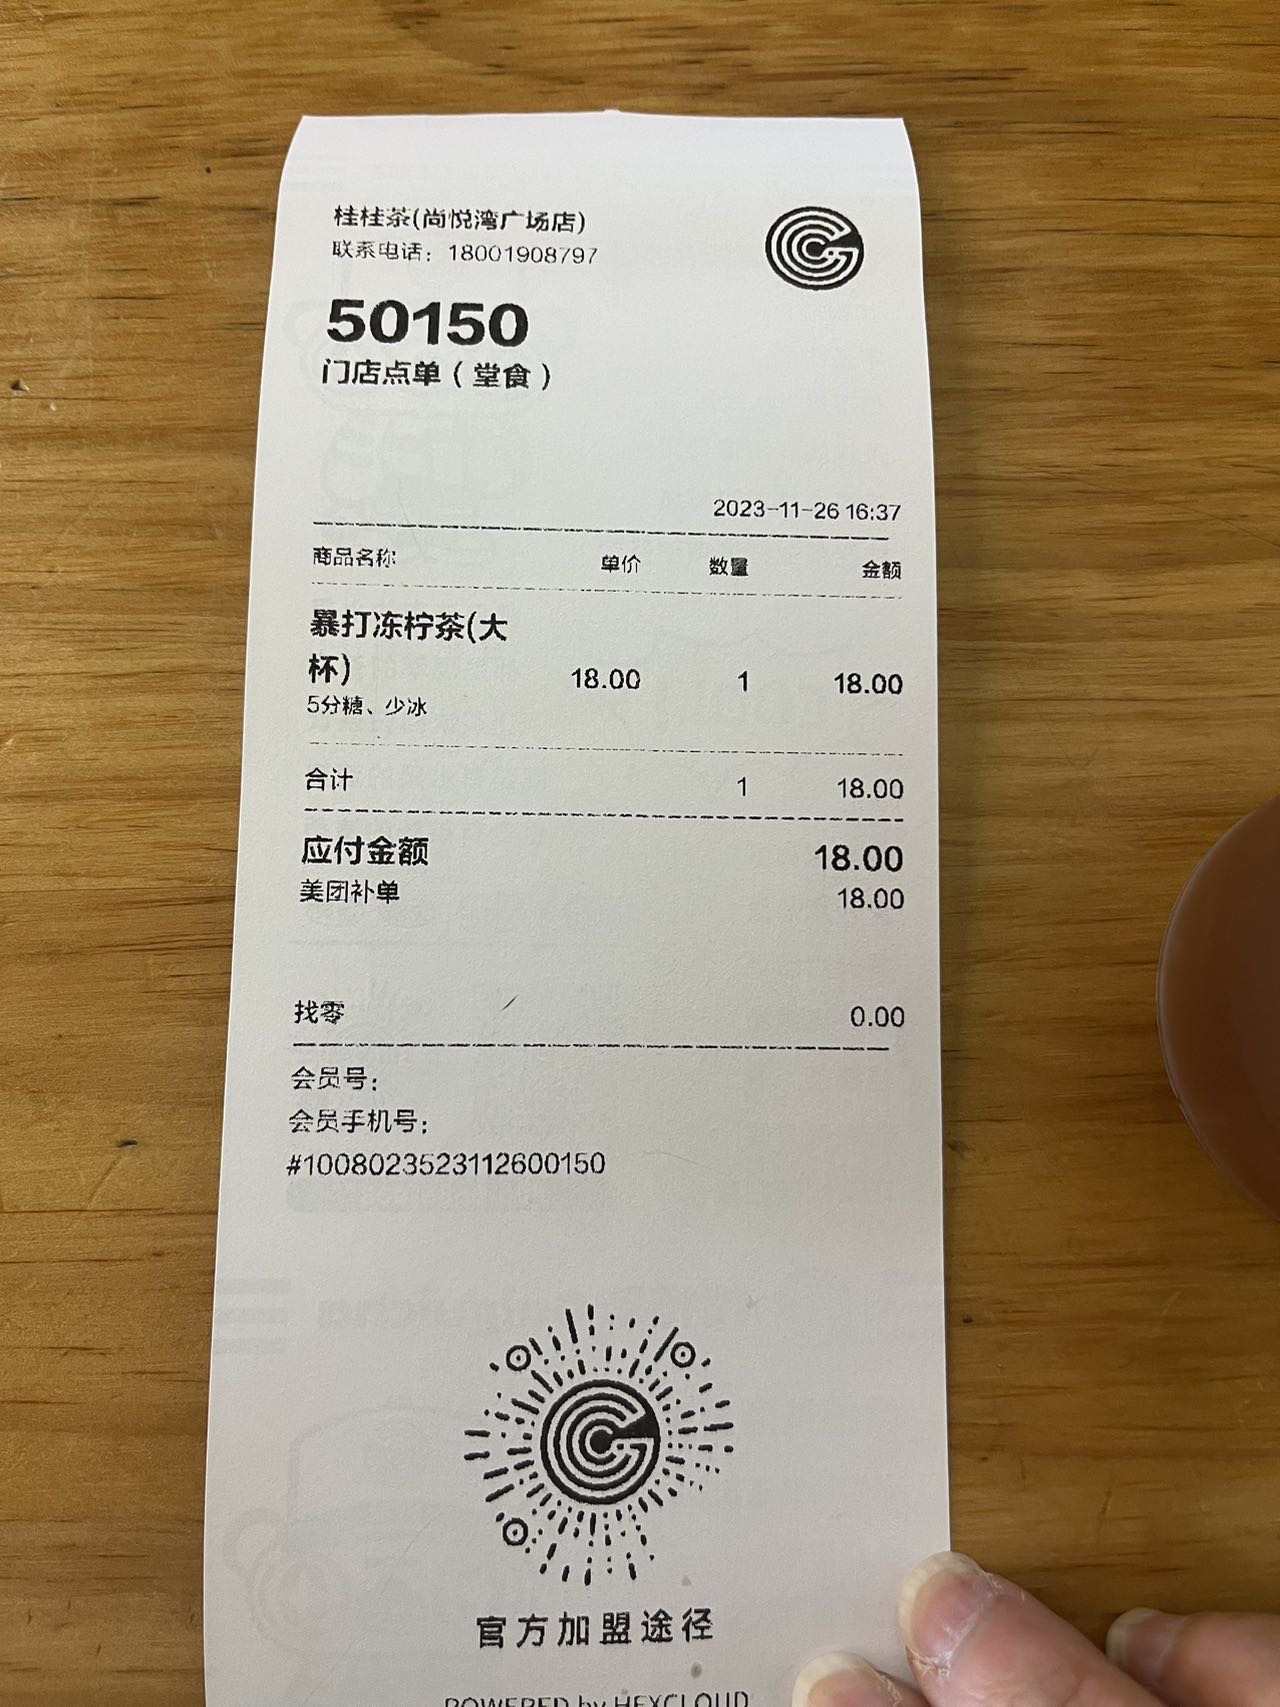 桂桂茶(尚悦湾广场店)
联系电话：18001908797
50150
门店点单（堂食）
2023-11-26 16:37
商品名称 单价 数量 金额
暴打冻柠茶(大
杯) 18.00 1 18.00
5分糖、少冰
合计 1 18.00
应付金额 18.00
美团补单 18.00
找零 0.00
会员号：
会员手机号：
#1008023523112600150
官方加盟途径
POWERED by HEXCLOUD